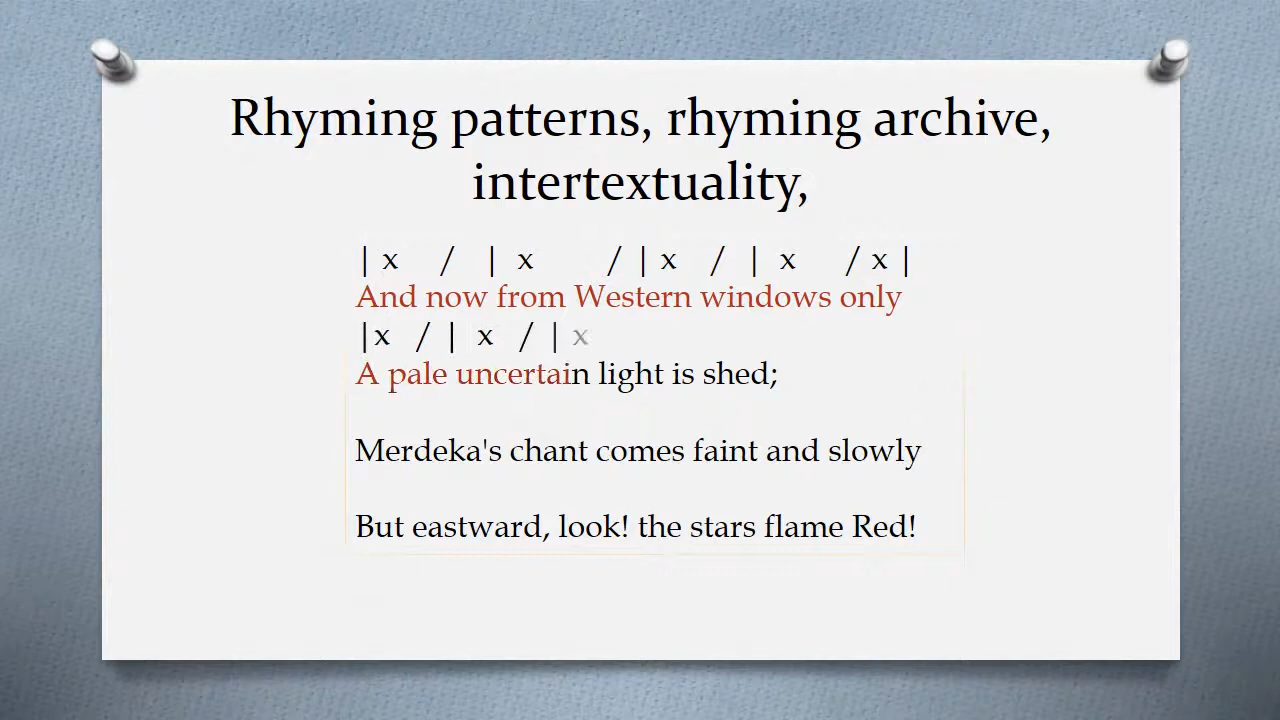 Rhyming patterns, rhyming archive,
intertextuality,
| x / | x / | x / | x / x |
And now from Western windows only
|x / | x / | x
A pale uncertain light is shed;
Merdeka's chant comes faint and slowly
But eastward, look! the stars flame Red!